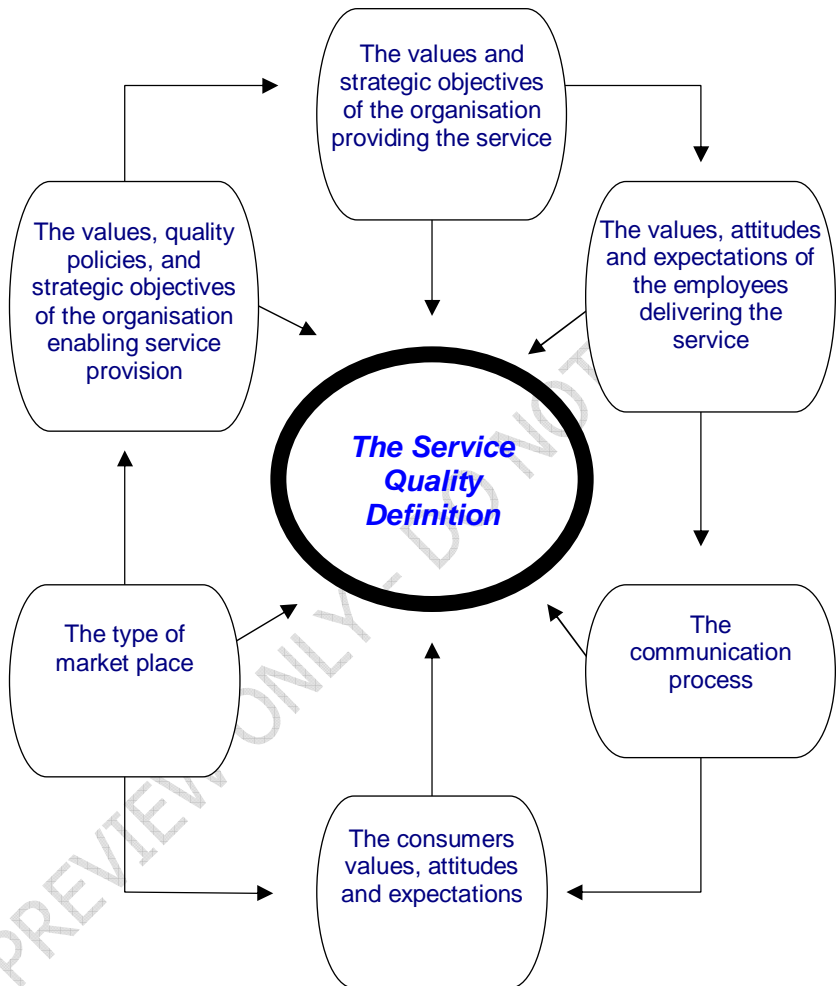 The values and
strategic objectives
of the organisation
providing the service
The values, quality
policies, and
strategic objectives
of the organisation
enabling service
provision
The values, attitudes
and expectations of
the employees
delivering the
service
The Service
Quality
Definition
The type of
market place
The
communication
process
The consumers
values, attitudes
and expectations
PREVIEW ONLY - DO NOT